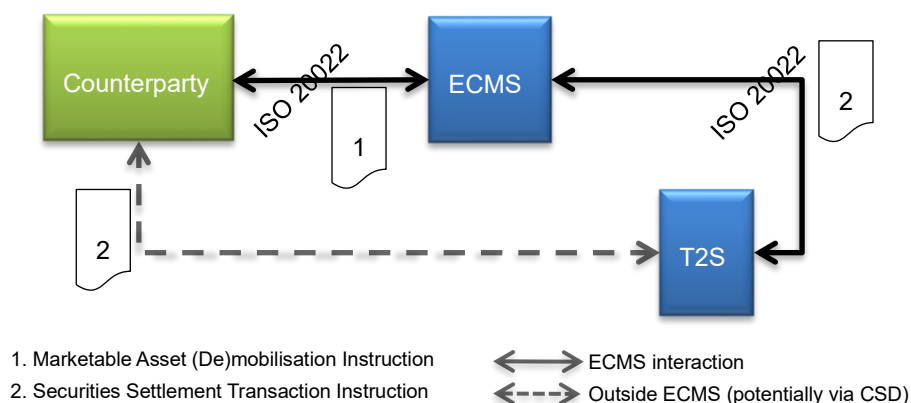 Counterparty
ISO 20022
ECMS
ISO 20022
2
1
2
T2S
1. Marketable Asset (De)mobilisation Instruction
ECMS interaction
2. Securities Settlement Transaction Instruction
Outside ECMS (potentially via CSD)